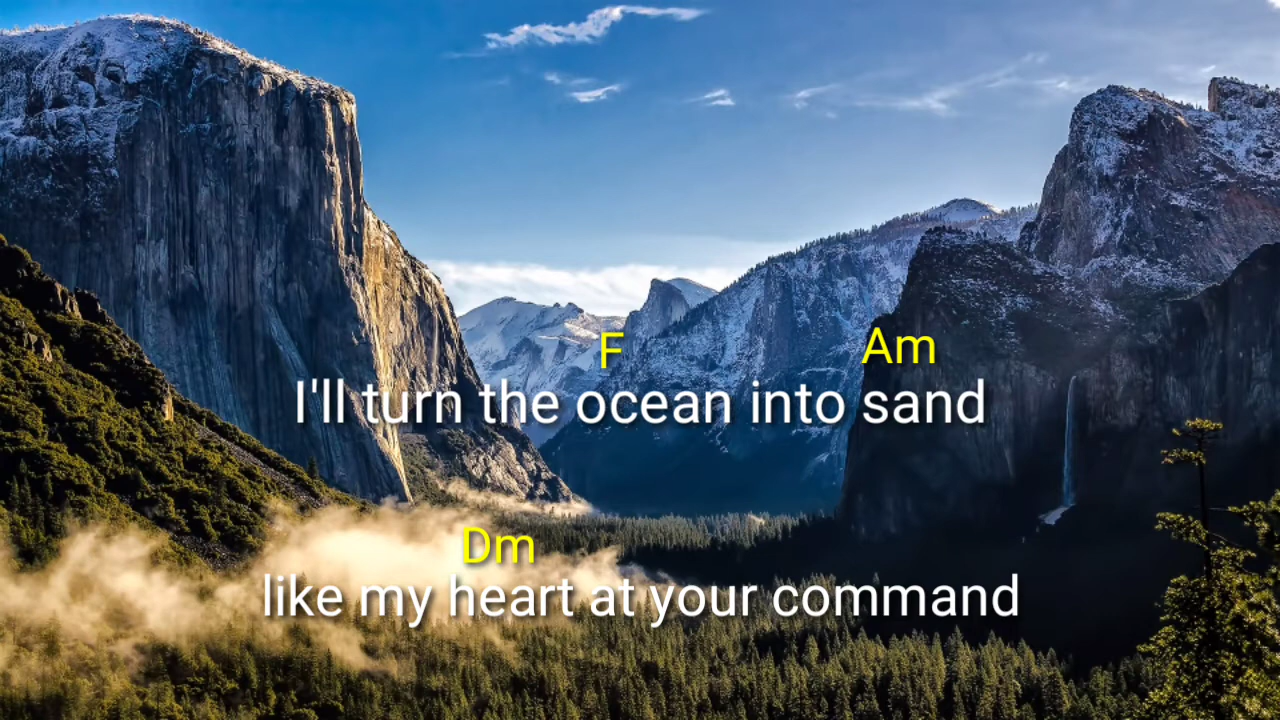 F Am
I'll turn the ocean into sand
Dm
like my heart at your command